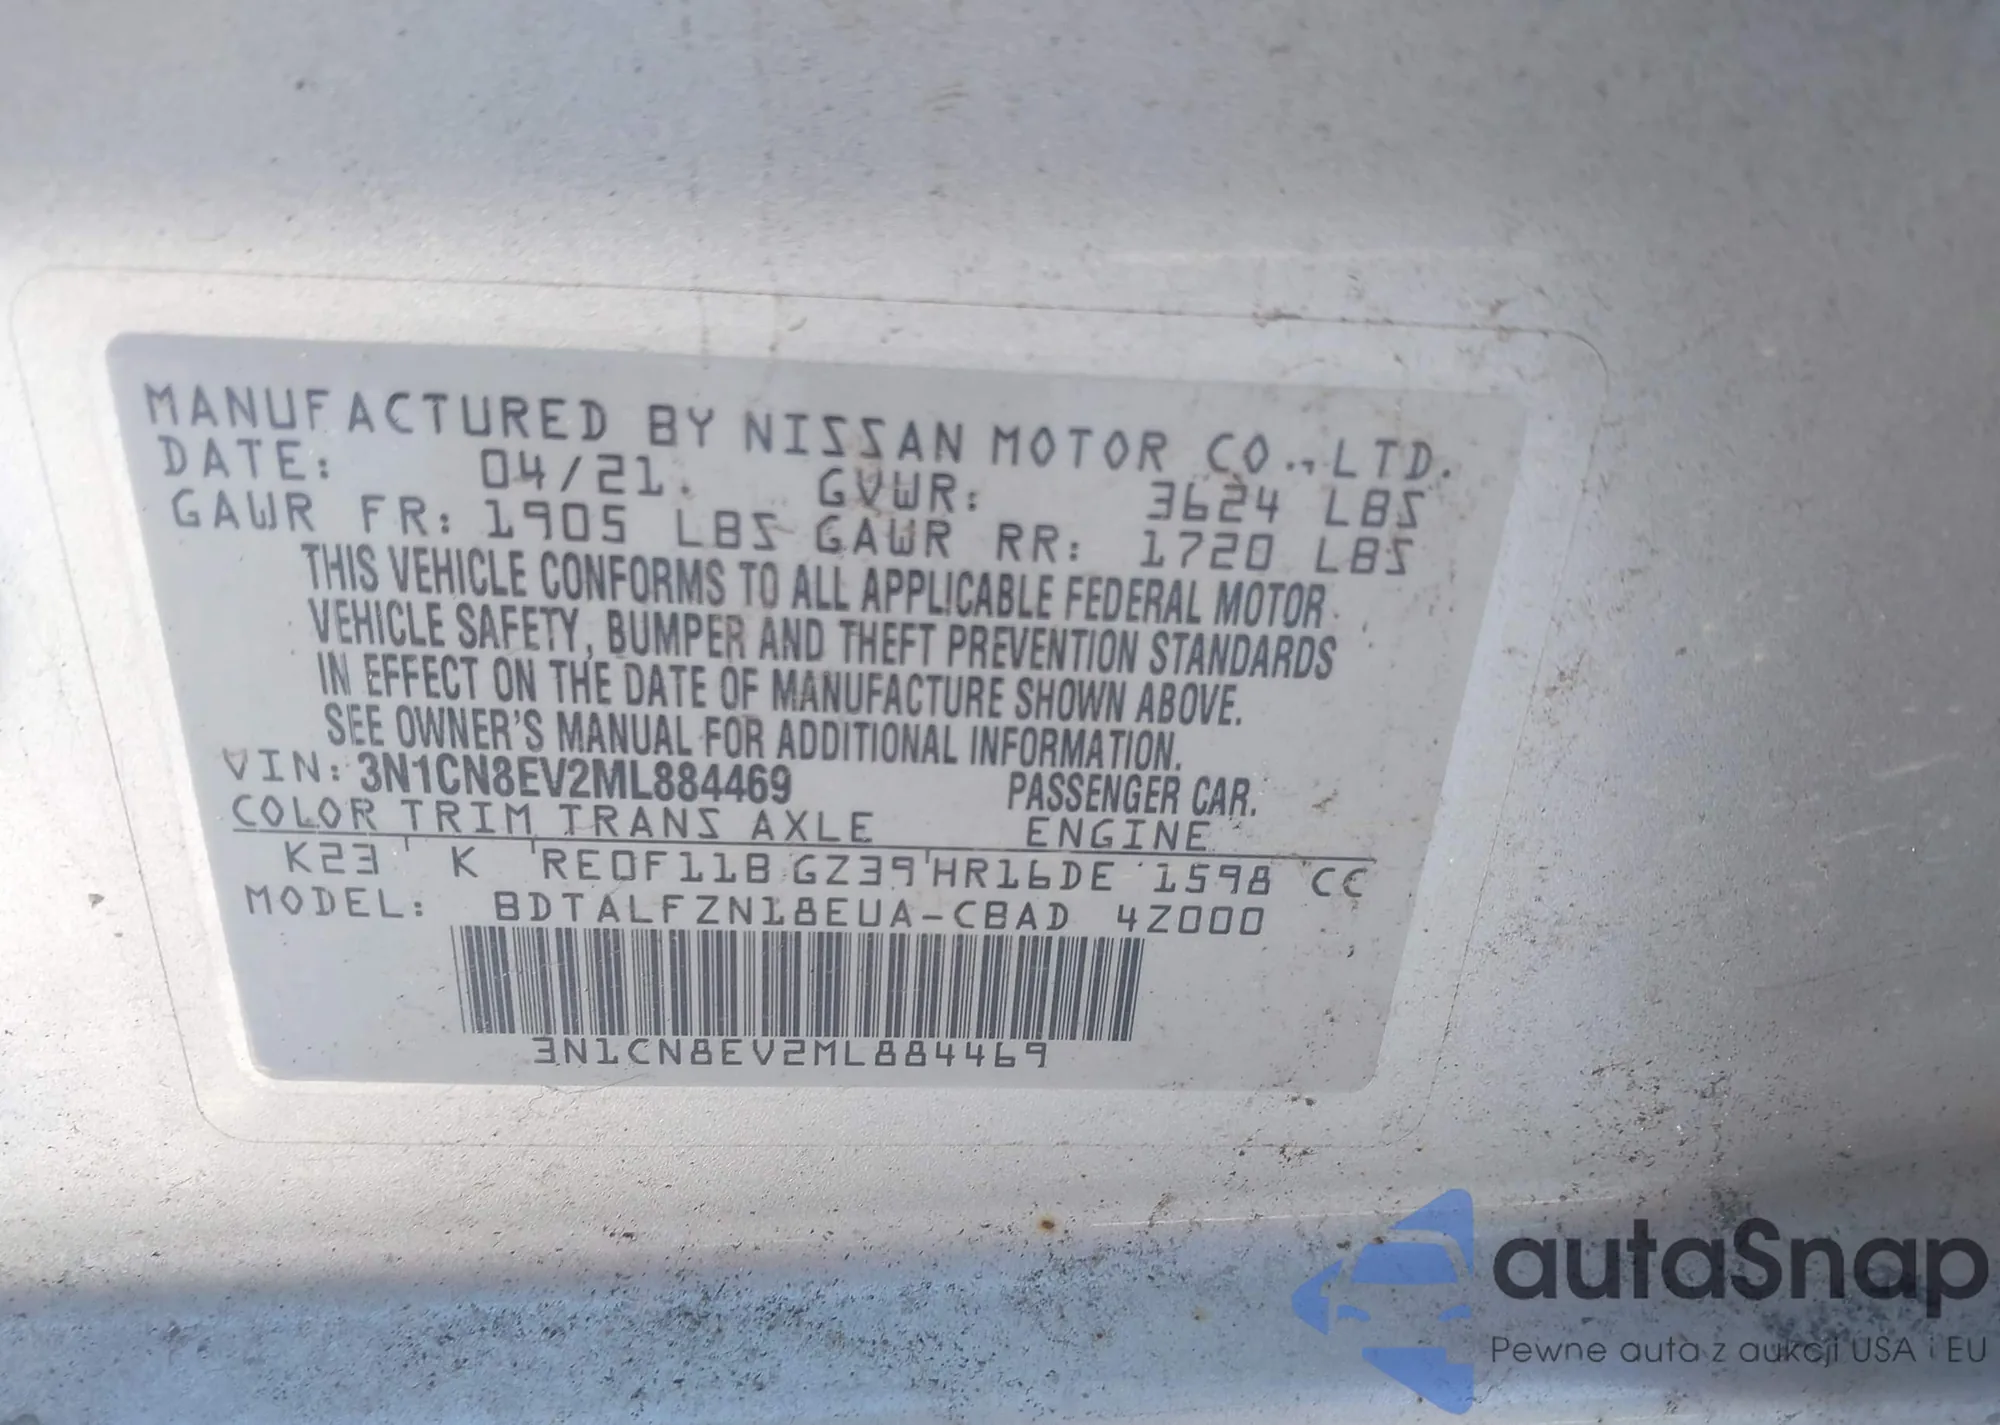 MANUFACTURED BY NISSAN MOTOR CO., LTD.
DATE: 04/21. GVWR: 3624 LBS
GAWR FR: 1905 LBS GAWR RR: 1720 LBS
THIS VEHICLE CONFORMS TO ALL APPLICABLE FEDERAL MOTOR
VEHICLE SAFETY, BUMPER AND THEFT PREVENTION STANDARDS
IN EFFECT ON THE DATE OF MANUFACTURE SHOWN ABOVE.
SEE OWNER'S MANUAL FOR ADDITIONAL INFORMATION.
VIN: 3N1CN8EV2ML884469 PASSENGER CAR.
COLOR TRIM TRANS AXLE ENGINE
K23 K RE0F11B GZ39 HR16DE 1598 CC
MODEL: BDTALFZN18EUA-CBAD 4Z000
3N1CN8EV2ML884469
autaSnap
Pewne auta z aukcji USA i EU